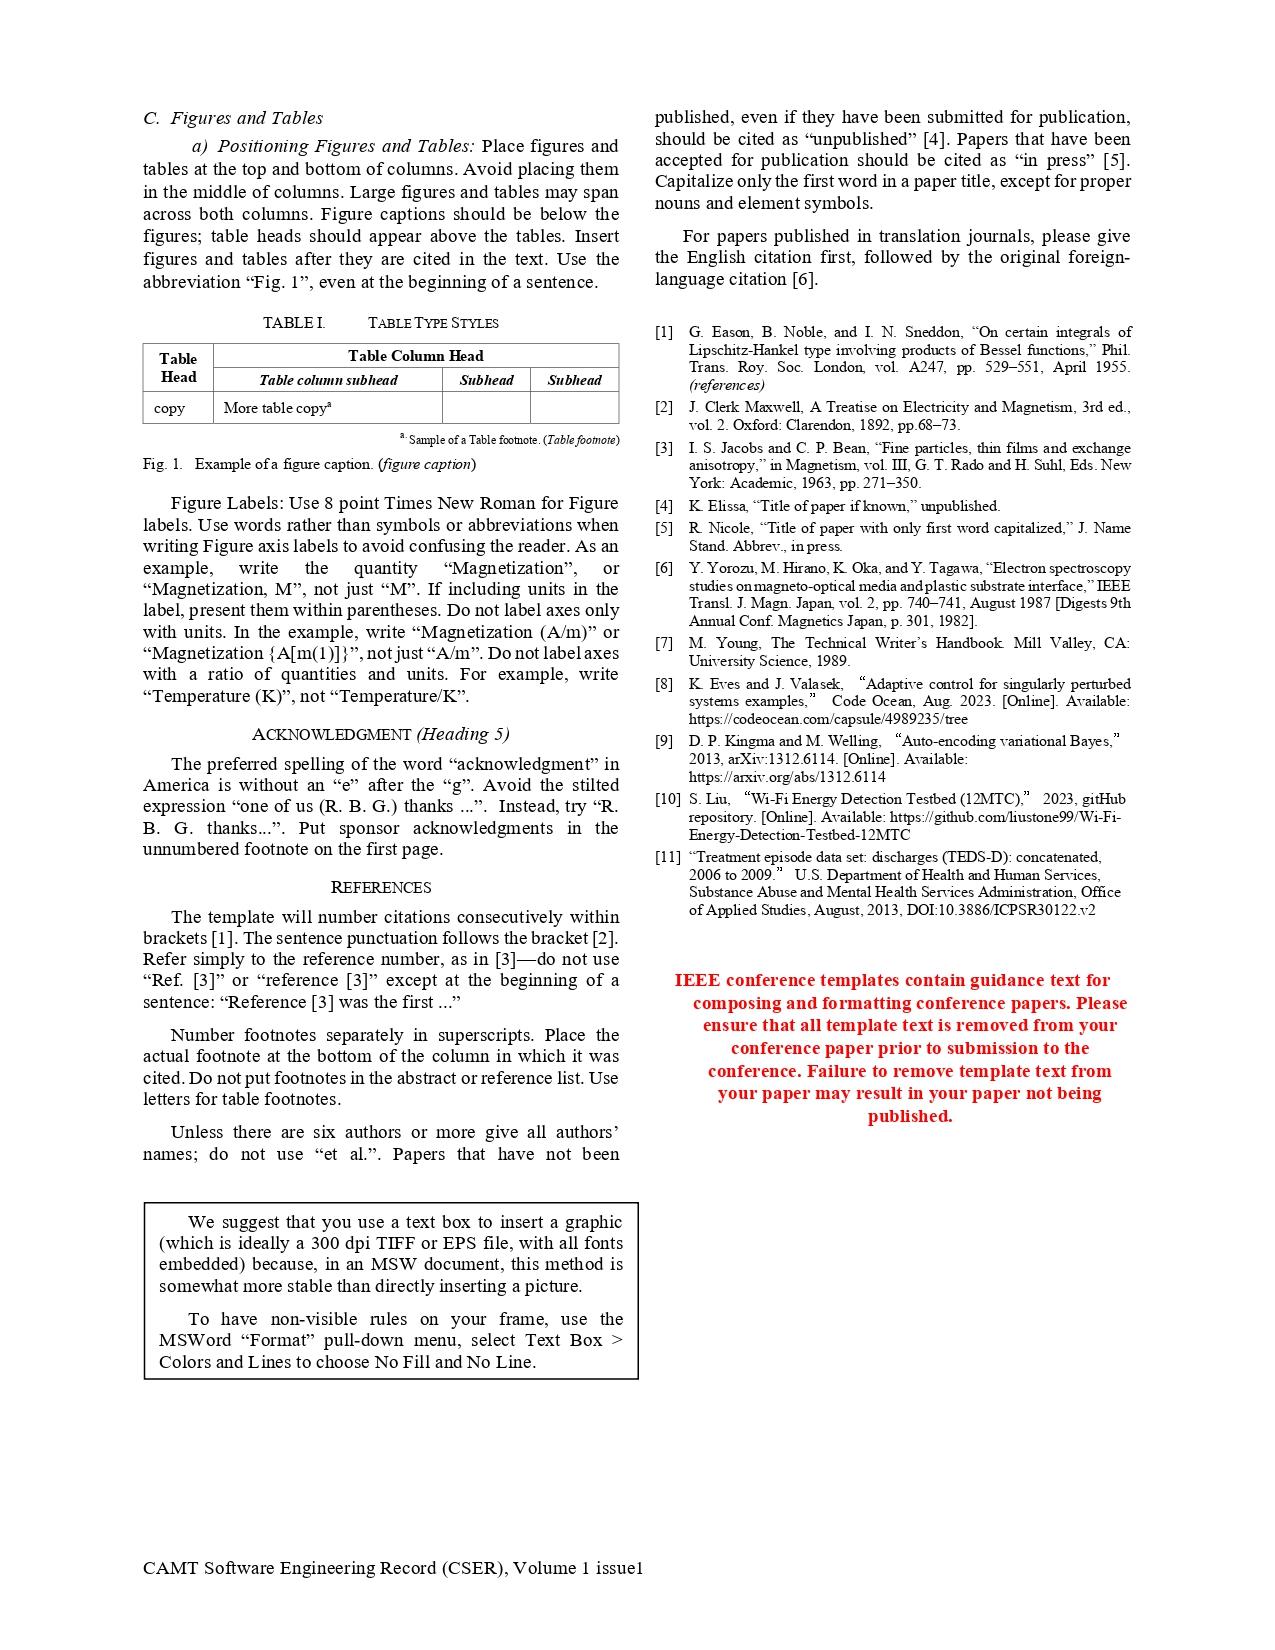 C. Figures and Tables
a) Positioning Figures and Tables: Place figures and
tables at the top and bottom of columns. Avoid placing them
in the middle of columns. Large figures and tables may span
across both columns. Figure captions should be below the
figures; table heads should appear above the tables. Insert
figures and tables after they are cited in the text. Use the
abbreviation “Fig. 1”, even at the beginning of a sentence.
TABLE I. TABLE TYPE STYLES
Table Head
Table Column Head
Table column subhead Subhead Subhead
copy More table copyᵃ
a. Sample of a Table footnote. (Table footnote)
Fig. 1. Example of a figure caption. (figure caption)
Figure Labels: Use 8 point Times New Roman for Figure
labels. Use words rather than symbols or abbreviations when
writing Figure axis labels to avoid confusing the reader. As an
example, write the quantity “Magnetization”, or
“Magnetization, M”, not just “M”. If including units in the
label, present them within parentheses. Do not label axes only
with units. In the example, write “Magnetization (A/m)” or
“Magnetization {A[m(1)]}”, not just “A/m”. Do not label axes
with a ratio of quantities and units. For example, write
“Temperature (K)”, not “Temperature/K”.
ACKNOWLEDGMENT (Heading 5)
The preferred spelling of the word “acknowledgment” in
America is without an “e” after the “g”. Avoid the stilted
expression “one of us (R. B. G.) thanks ...”. Instead, try “R.
B. G. thanks...”. Put sponsor acknowledgments in the
unnumbered footnote on the first page.
REFERENCES
The template will number citations consecutively within
brackets [1]. The sentence punctuation follows the bracket [2].
Refer simply to the reference number, as in [3]—do not use
“Ref. [3]” or “reference [3]” except at the beginning of a
sentence: “Reference [3] was the first ...”
Number footnotes separately in superscripts. Place the
actual footnote at the bottom of the column in which it was
cited. Do not put footnotes in the abstract or reference list. Use
letters for table footnotes.
Unless there are six authors or more give all authors’
names; do not use “et al.”. Papers that have not been
We suggest that you use a text box to insert a graphic
(which is ideally a 300 dpi TIFF or EPS file, with all fonts
embedded) because, in an MSW document, this method is
somewhat more stable than directly inserting a picture.
To have non-visible rules on your frame, use the
MSWord “Format” pull-down menu, select Text Box >
Colors and Lines to choose No Fill and No Line.
published, even if they have been submitted for publication,
should be cited as “unpublished” [4]. Papers that have been
accepted for publication should be cited as “in press” [5].
Capitalize only the first word in a paper title, except for proper
nouns and element symbols.
For papers published in translation journals, please give
the English citation first, followed by the original foreign-
language citation [6].
[1] G. Eason, B. Noble, and I. N. Sneddon, “On certain integrals of
Lipschitz-Hankel type involving products of Bessel functions,” Phil.
Trans. Roy. Soc. London, vol. A247, pp. 529–551, April 1955.
(references)
[2] J. Clerk Maxwell, A Treatise on Electricity and Magnetism, 3rd ed.,
vol. 2. Oxford: Clarendon, 1892, pp.68–73.
[3] I. S. Jacobs and C. P. Bean, “Fine particles, thin films and exchange
anisotropy,” in Magnetism, vol. III, G. T. Rado and H. Suhl, Eds. New
York: Academic, 1963, pp. 271–350.
[4] K. Elissa, “Title of paper if known,” unpublished.
[5] R. Nicole, “Title of paper with only first word capitalized,” J. Name
Stand. Abbrev., in press.
[6] Y. Yorozu, M. Hirano, K. Oka, and Y. Tagawa, “Electron spectroscopy
studies on magneto-optical media and plastic substrate interface,” IEEE
Transl. J. Magn. Japan, vol. 2, pp. 740–741, August 1987 [Digests 9th
Annual Conf. Magnetics Japan, p. 301, 1982].
[7] M. Young, The Technical Writer’s Handbook. Mill Valley, CA:
University Science, 1989.
[8] K. Eves and J. Valasek, “Adaptive control for singularly perturbed
systems examples,” Code Ocean, Aug. 2023. [Online]. Available:
https://codeocean.com/capsule/4989235/tree
[9] D. P. Kingma and M. Welling, “Auto-encoding variational Bayes,”
2013, arXiv:1312.6114. [Online]. Available:
https://arxiv.org/abs/1312.6114
[10] S. Liu, “Wi-Fi Energy Detection Testbed (12MTC),” 2023, gitHub
repository. [Online]. Available: https://github.com/liustone99/Wi-Fi-
Energy-Detection-Testbed-12MTC
[11] “Treatment episode data set: discharges (TEDS-D): concatenated,
2006 to 2009.” U.S. Department of Health and Human Services,
Substance Abuse and Mental Health Services Administration, Office
of Applied Studies, August, 2013, DOI:10.3886/ICPSR30122.v2
IEEE conference templates contain guidance text for
composing and formatting conference papers. Please
ensure that all template text is removed from your
conference paper prior to submission to the
conference. Failure to remove template text from
your paper may result in your paper not being
published.
CAMT Software Engineering Record (CSER), Volume 1 issue1